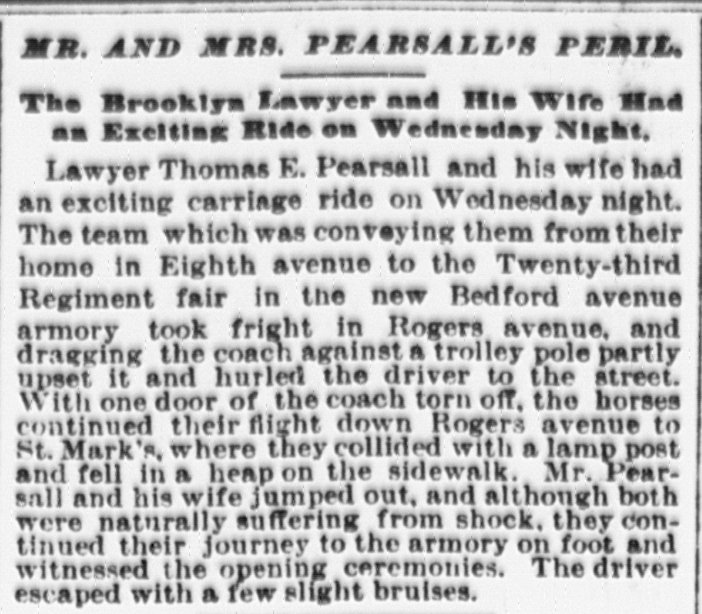 MR. AND MRS. PEARSALL'S PERIL.
The Brooklyn Lawyer and His Wife Had
an Exciting Ride on Wednesday Night.
Lawyer Thomas E. Pearsall and his wife had
an exciting carriage ride on Wednesday night.
The team which was conveying them from their
home in Eighth avenue to the Twenty-third
Regiment fair in the new Bedford avenue
armory took fright in Rogers avenue, and
dragging the coach against a trolley pole partly
upset it and hurled the driver to the street.
With one door of the coach torn off, the horses
continued their flight down Rogers avenue to
St. Mark's, where they collided with a lamp post
and fell in a heap on the sidewalk. Mr. Pear-
sall and his wife jumped out, and although both
were naturally suffering from shock, they con-
tinued their journey to the armory on foot and
witnessed the opening ceremonies. The driver
escaped with a few slight bruises.